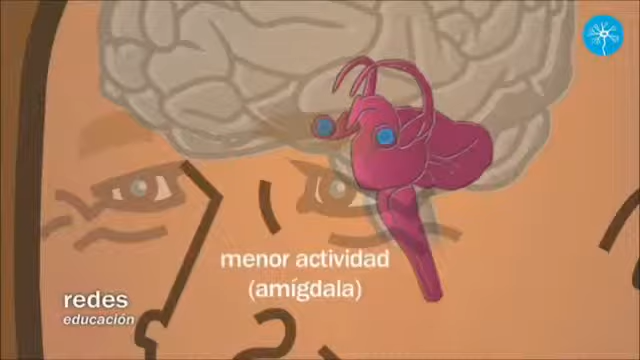 menor actividad
(amígdala)
redes
educación